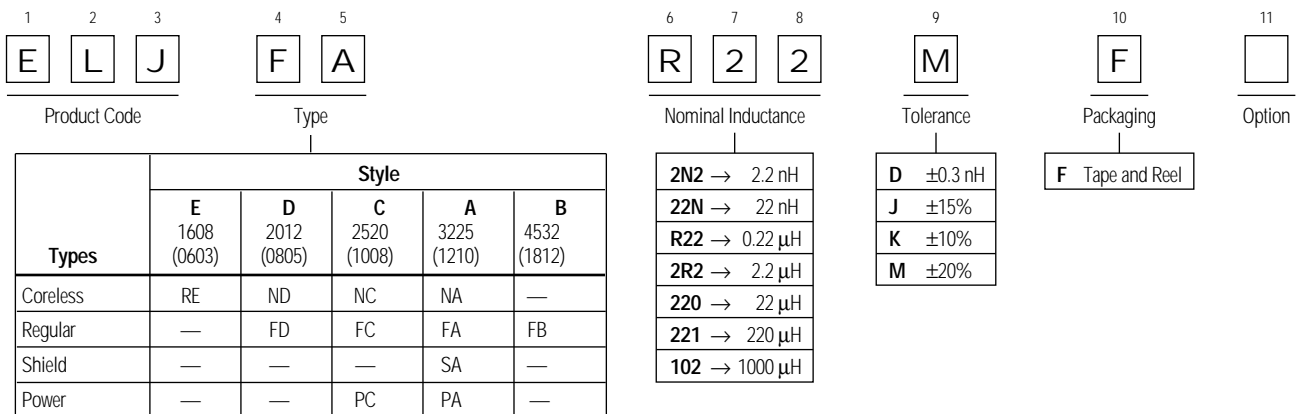 1 2 3 4 5 6 7 8 9 10 11
E L J F A R 2 2 M F
Product Code Type Nominal Inductance Tolerance Packaging Option
Types Style
E D C A B
1608 2012 2520 3225 4532
(0603) (0805) (1008) (1210) (1812)
Coreless RE ND NC NA —
Regular — FD FC FA FB
Shield — — — SA —
Power — — PC PA —
2N2 → 2.2 nH
22N → 22 nH
R22 → 0.22 µH
2R2 → 2.2 µH
220 → 22 µH
221 → 220 µH
102 → 1000 µH
D ±0.3 nH
J ±15%
K ±10%
M ±20%
F Tape and Reel